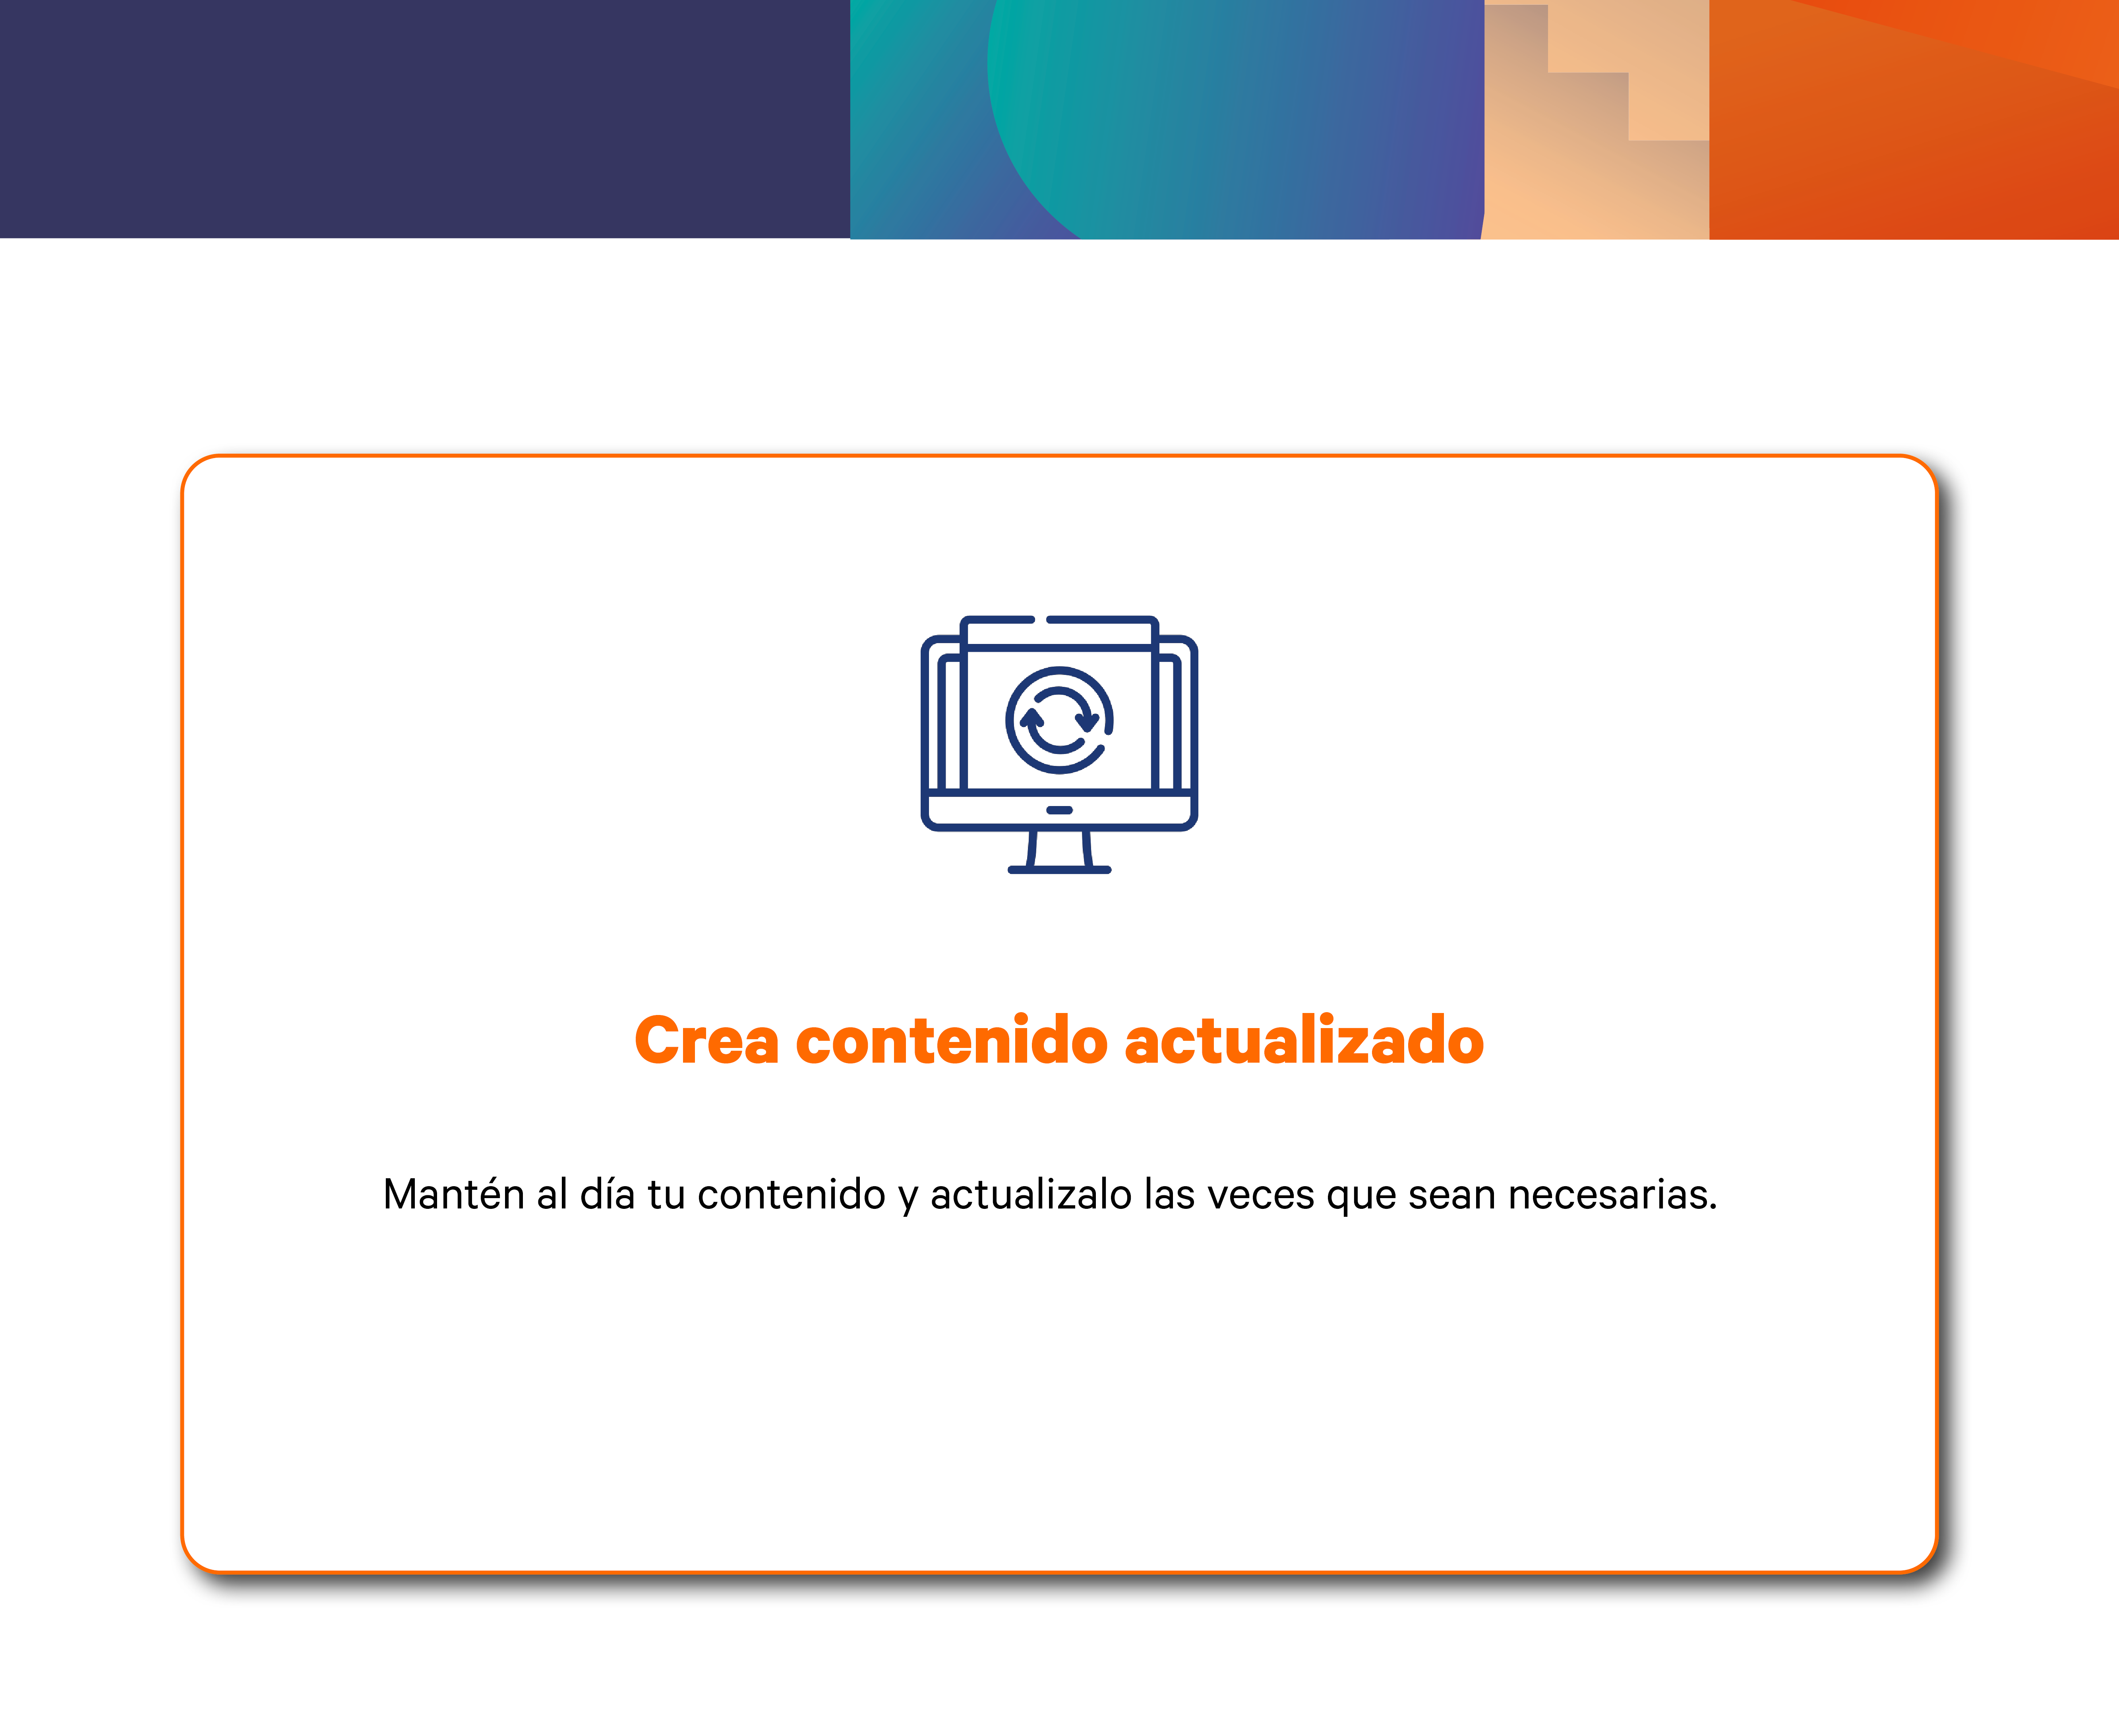 Crea contenido actualizado
Mantén al día tu contenido y actualizalo las veces que sean necesarias.